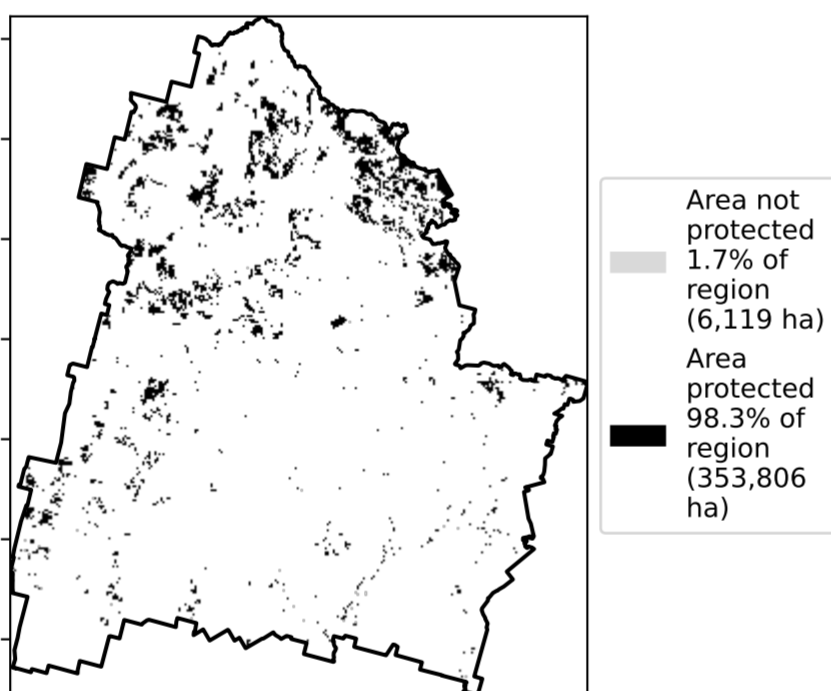 Area not
protected
1.7% of
region
(6,119 ha)
Area
protected
98.3% of
region
(353,806
ha)